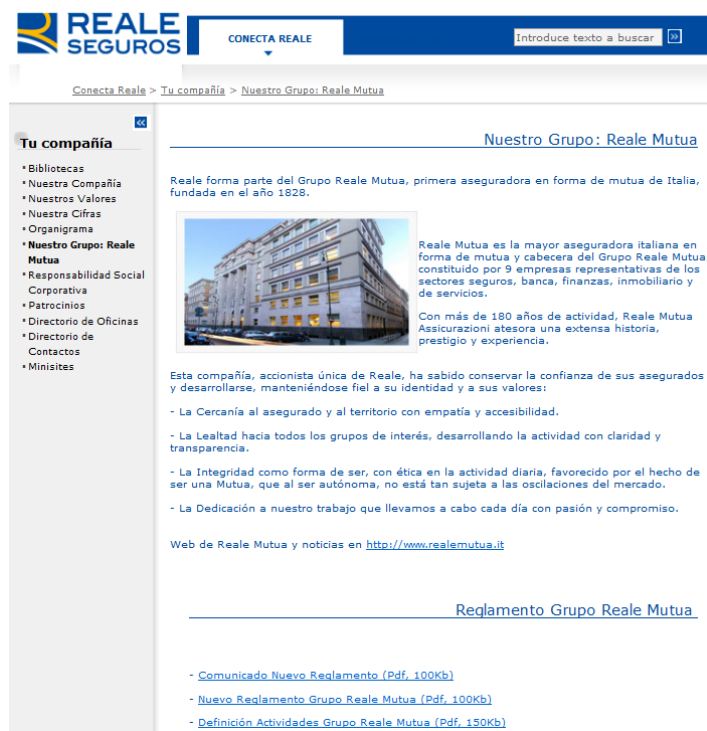 REALE
SEGUROS
CONECTA REALE
Introduce texto a buscar
Conecta Reale > Tu compañía > Nuestro Grupo: Reale Mutua
Tu compañía
Bibliotecas
Nuestra Compañía
Nuestros Valores
Nuestra Cifras
Organigrama
Nuestro Grupo: Reale
Mutua
Responsabilidad Social
Corporativa
Patrocinios
Directorio de Oficinas
Directorio de
Contactos
Minisites
Nuestro Grupo: Reale Mutua
Reale forma parte del Grupo Reale Mutua, primera aseguradora en forma de mutua de Italia,
fundada en el año 1828.
Reale Mutua es la mayor aseguradora italiana en
forma de mutua y cabecera del Grupo Reale Mutua
constituido por 9 empresas representativas de los
sectores seguros, banca, finanzas, inmobiliario y
de servicios.
Con más de 180 años de actividad, Reale Mutua
Assicurazioni atesora una extensa historia,
prestigio y experiencia.
Esta compañía, accionista única de Reale, ha sabido conservar la confianza de sus asegurados
y desarrollarse, manteniéndose fiel a su identidad y a sus valores:
- La Cercanía al asegurado y al territorio con empatía y accesibilidad.
- La Lealtad hacia todos los grupos de interés, desarrollando la actividad con claridad y
transparencia.
- La Integridad como forma de ser, con ética en la actividad diaria, favorecido por el hecho de
ser una Mutua, que al ser autónoma, no está tan sujeta a las oscilaciones del mercado.
- La Dedicación a nuestro trabajo que llevamos a cabo cada día con pasión y compromiso.
Web de Reale Mutua y noticias en http://www.realemutua.it
Reglamento Grupo Reale Mutua
- Comunicado Nuevo Reglamento (Pdf, 100Kb)
- Nuevo Reglamento Grupo Reale Mutua (Pdf, 100Kb)
- Definición Actividades Grupo Reale Mutua (Pdf, 150Kb)